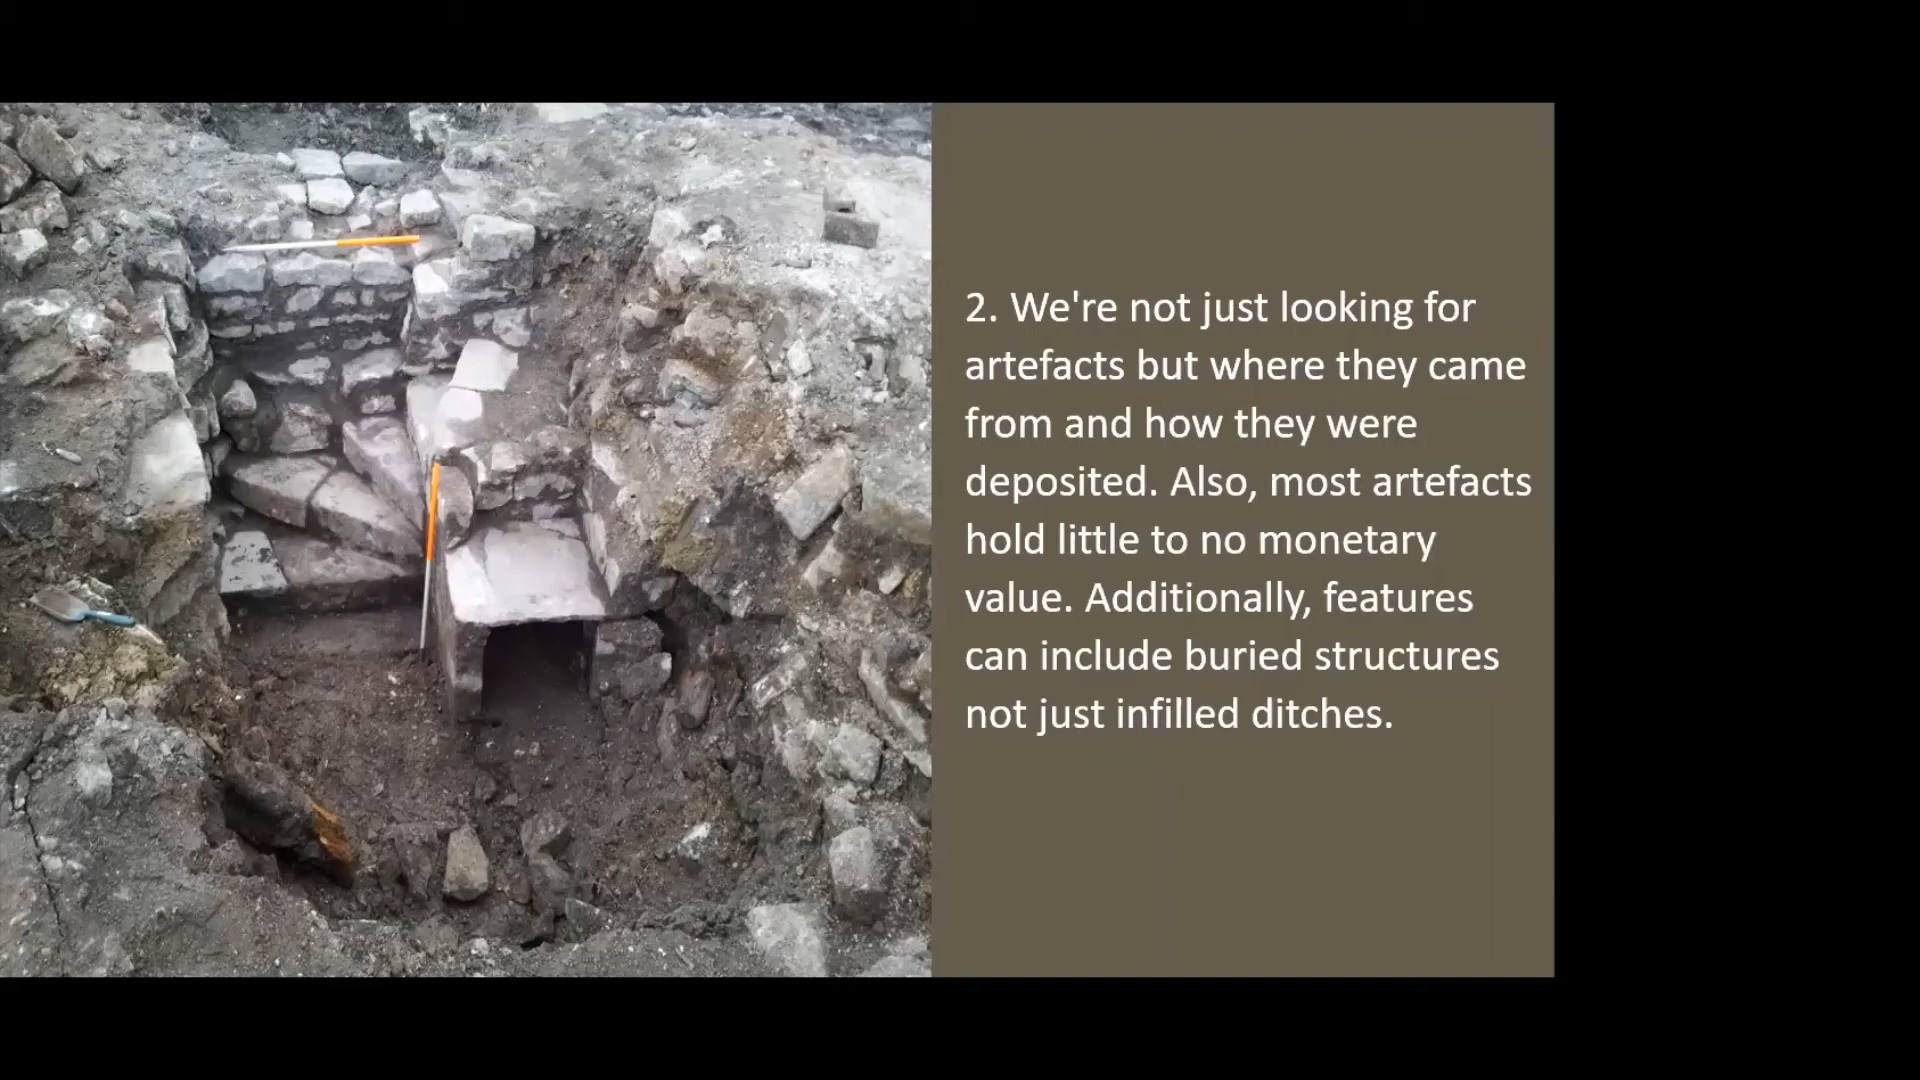 2. We're not just looking for
artefacts but where they came
from and how they were
deposited. Also, most artefacts
hold little to no monetary
value. Additionally, features
can include buried structures
not just infilled ditches.